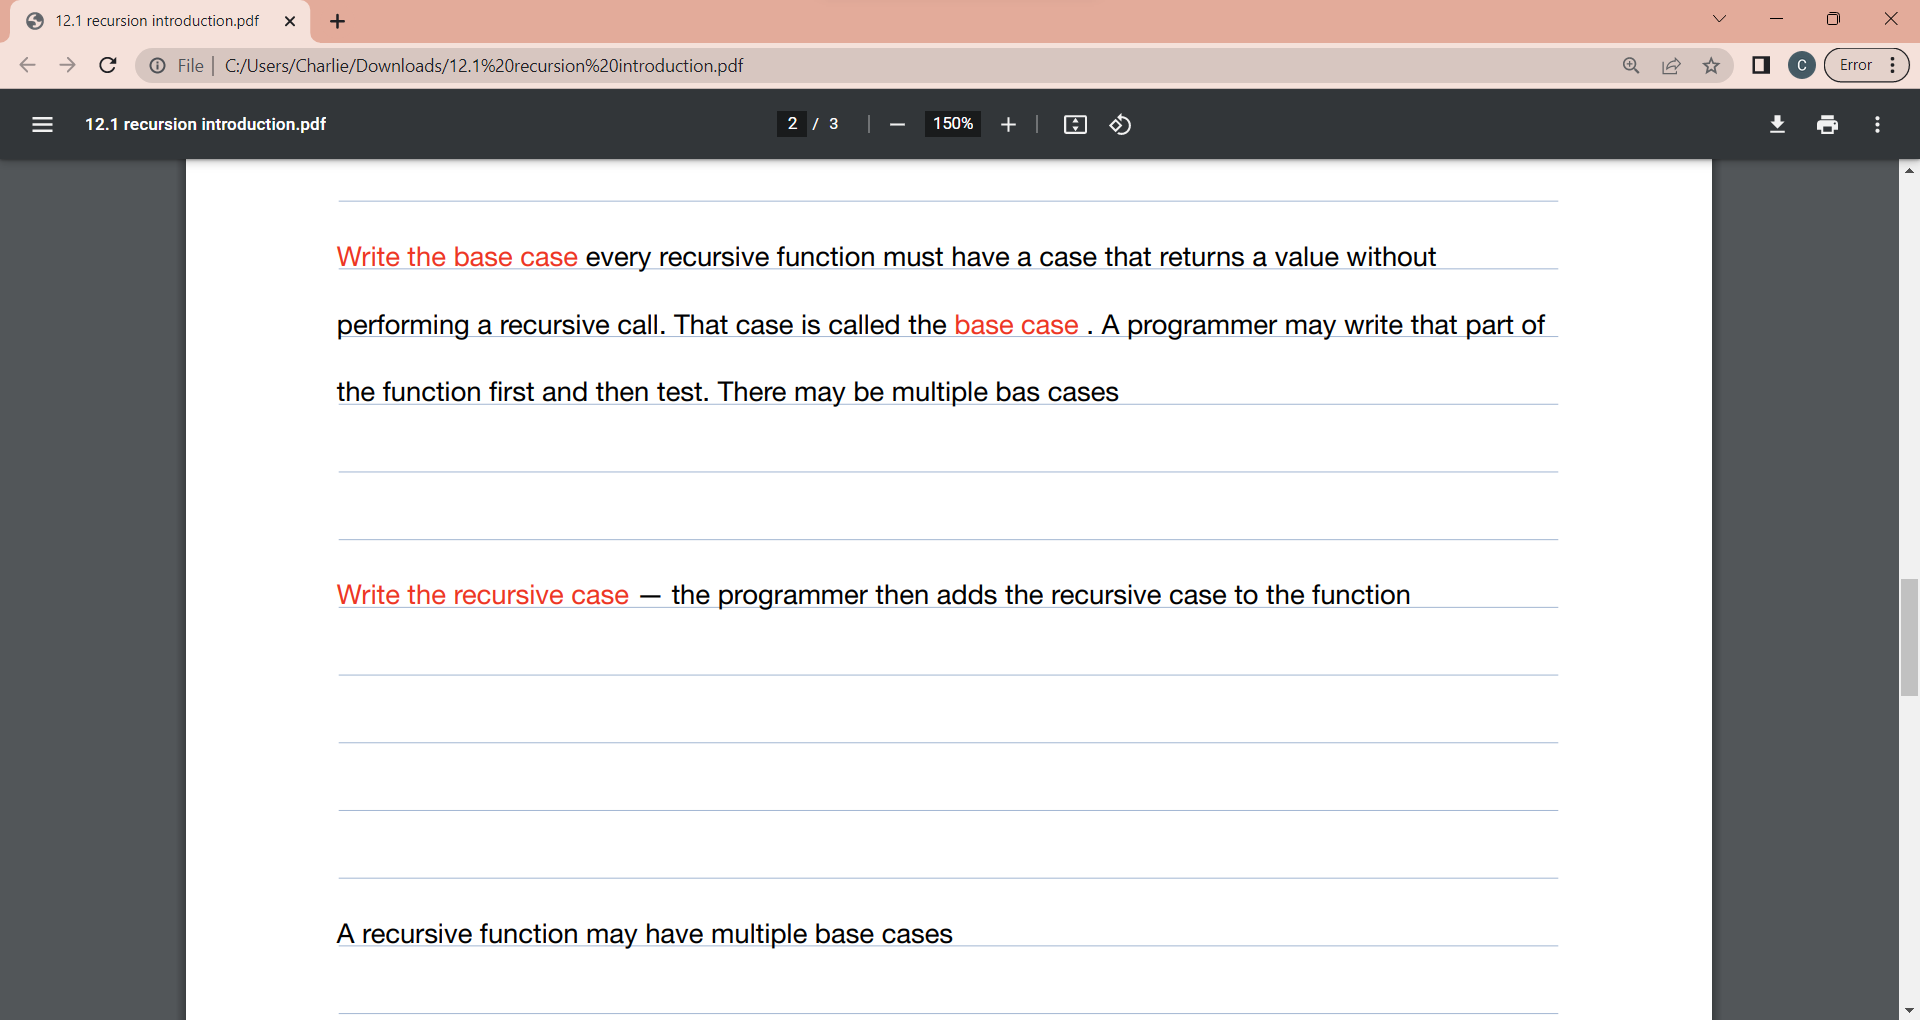 12.1 recursion introduction.pdf
File | C:/Users/Charlie/Downloads/12.1%20recursion%20introduction.pdf
C
Error
12.1 recursion introduction.pdf
2 / 3
150%
Write the base case every recursive function must have a case that returns a value without
performing a recursive call. That case is called the base case . A programmer may write that part of
the function first and then test. There may be multiple bas cases
Write the recursive case — the programmer then adds the recursive case to the function
A recursive function may have multiple base cases